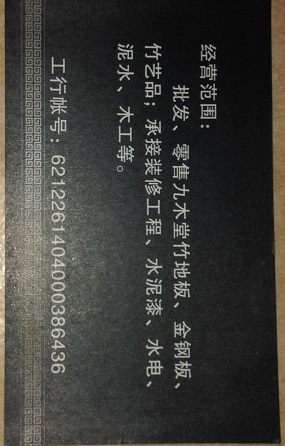 经营范围：
批发、零售九木堂竹地板、金钢板、
竹艺品；承接装修工程、水泥漆、水电、
泥水、木工等。
工行帐号：6212261404000386436